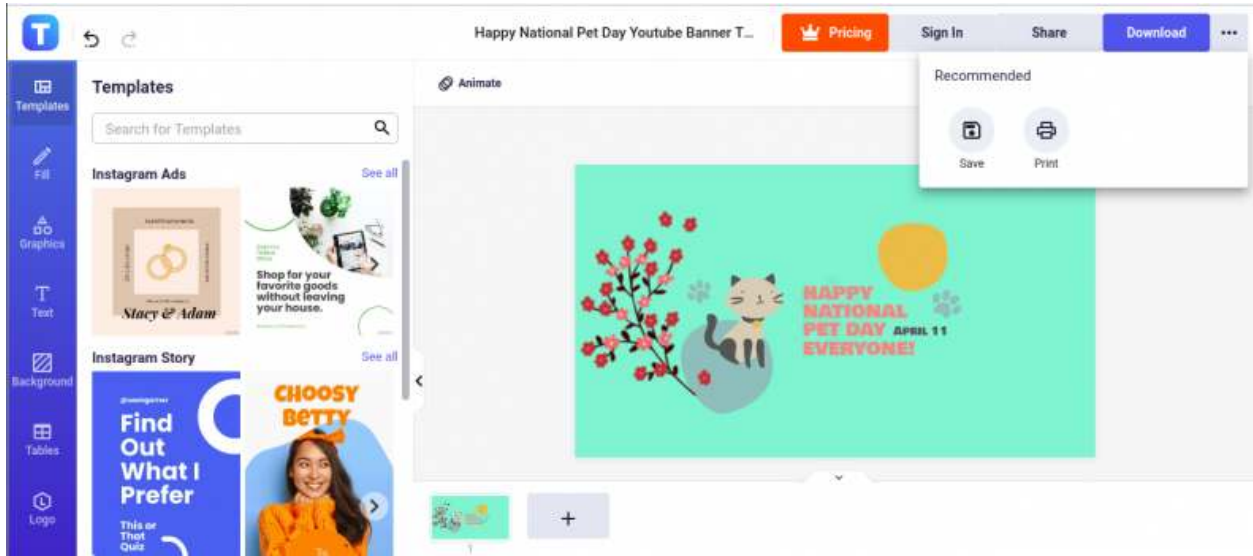 T
Happy National Pet Day Youtube Banner T...
Pricing
Sign In
Share
Download
Templates
Fill
Graphics
Text
Background
Tables
Logo
Templates
Search for Templates
Instagram Ads
See all
Stacy & Adam
Shop for your
favorite goods
without leaving
your house.
Instagram Story
See all
Find
Out
What I
Prefer
This or
That
Quiz
CHOOSY
BETTY
Animate
Recommended
Save
Print
HAPPY
NATIONAL
PET DAY APRIL 11
EVERYONE!
1